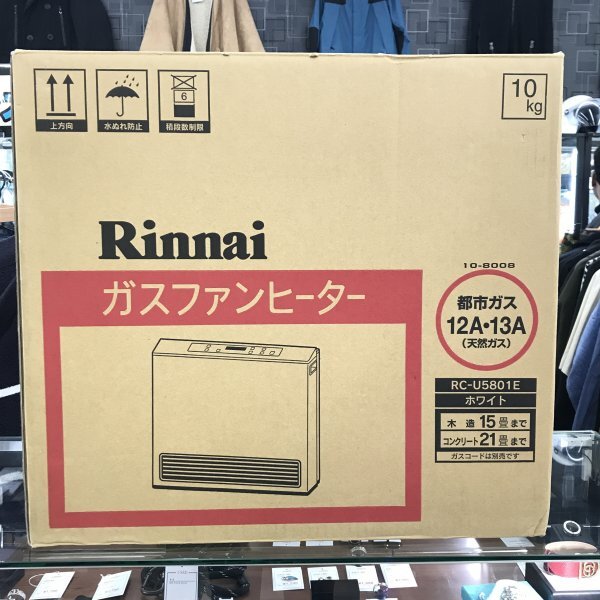 上方向
水ぬれ防止
6
積段数制限
10
kg
Rinnai
10-8008
ガスファンヒーター
都市ガス
12A・13A
(天然ガス)
RC-U5801E
ホワイト
木造 15畳まで
コンクリート 21畳まで
ガスコードは別売です